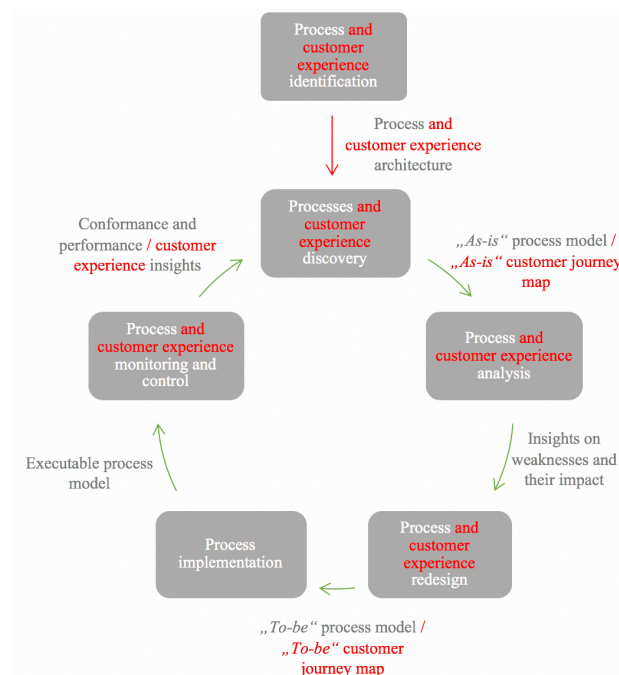 Process and
customer
experience
identification
Process and
customer experience
architecture
Processes and
customer
experience
discovery
Conformance and
performance / customer
experience insights
„As-is“ process model /
„As-is“ customer journey
map
Process and
customer experience
monitoring and
control
Process and
customer experience
analysis
Executable process
model
Insights on
weaknesses and
their impact
Process
implementation
Process and
customer
experience
redesign
„To-be“ process model /
„To-be“ customer
journey map